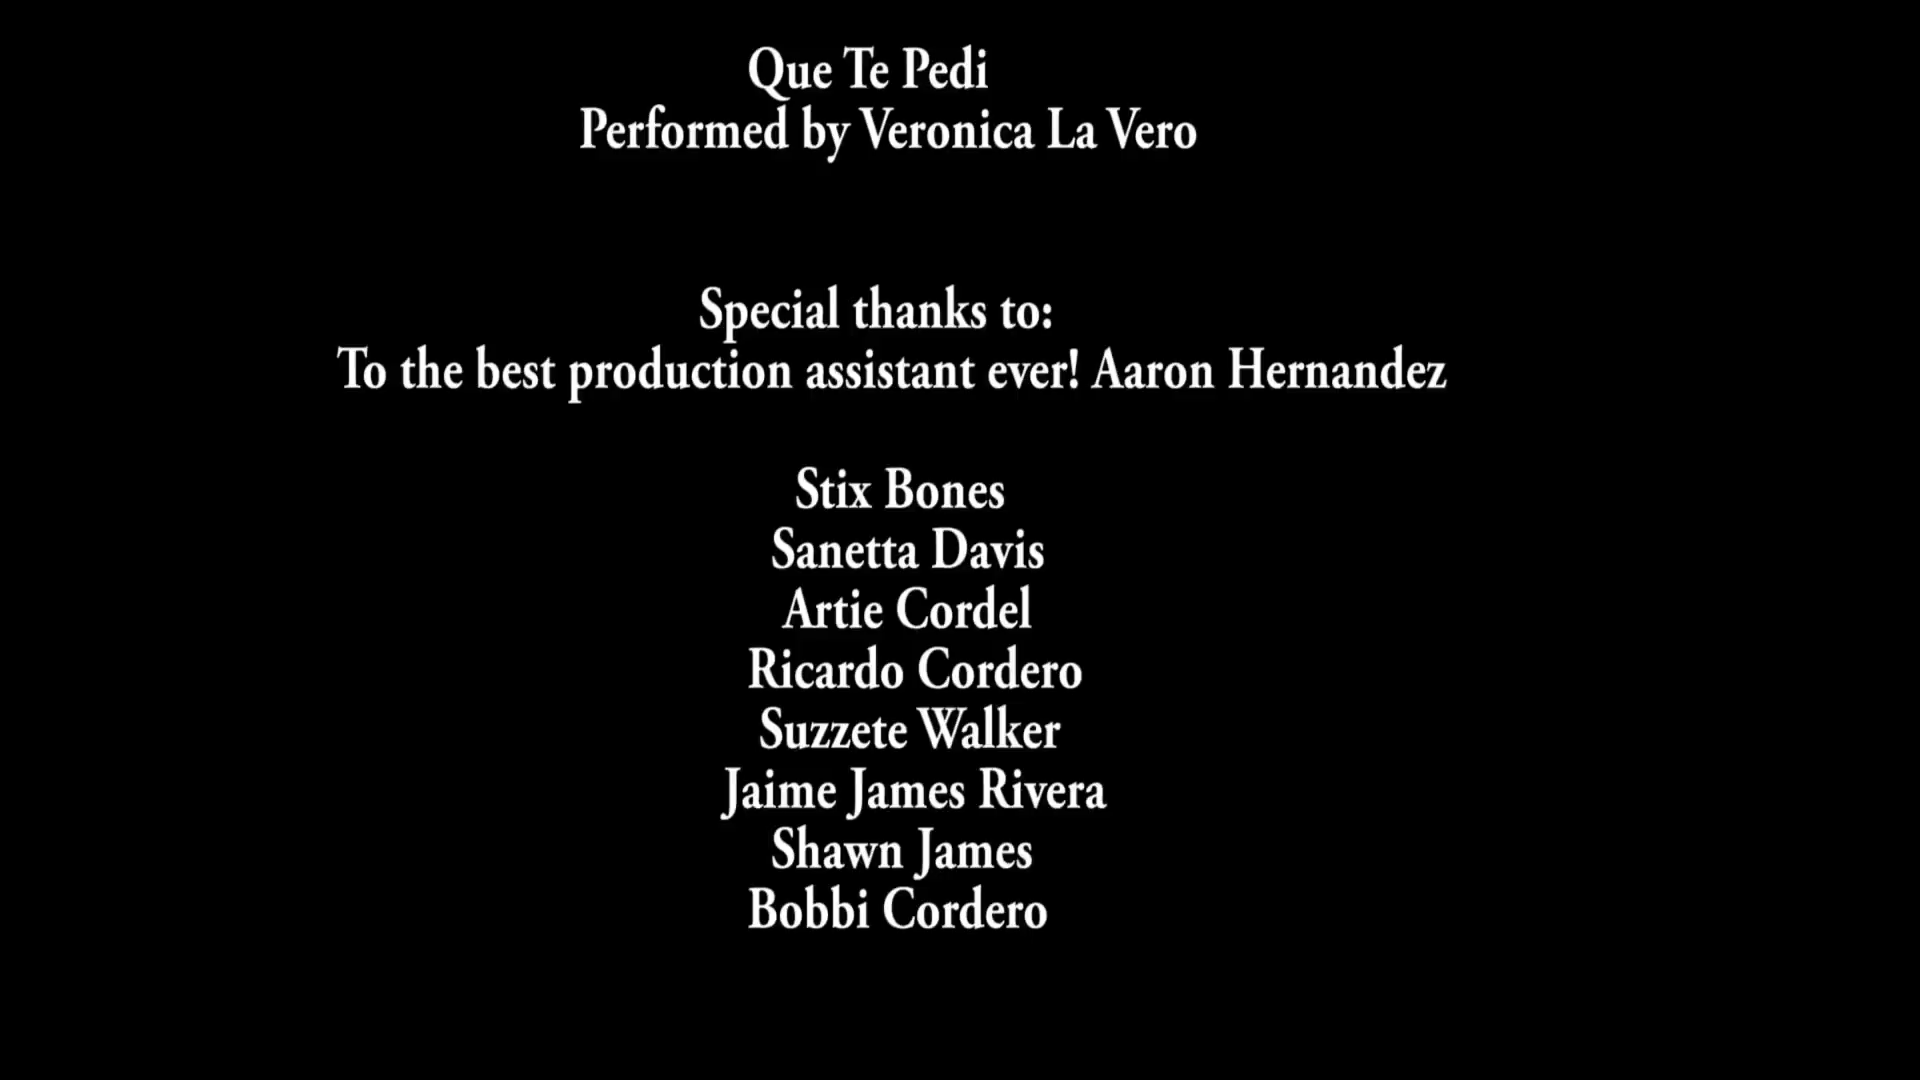 Que Te Pedi
Performed by Veronica La Vero
Special thanks to:
To the best production assistant ever! Aaron Hernandez
Stix Bones
Sanetta Davis
Artie Cordel
Ricardo Cordero
Suzzete Walker
Jaime James Rivera
Shawn James
Bobbi Cordero